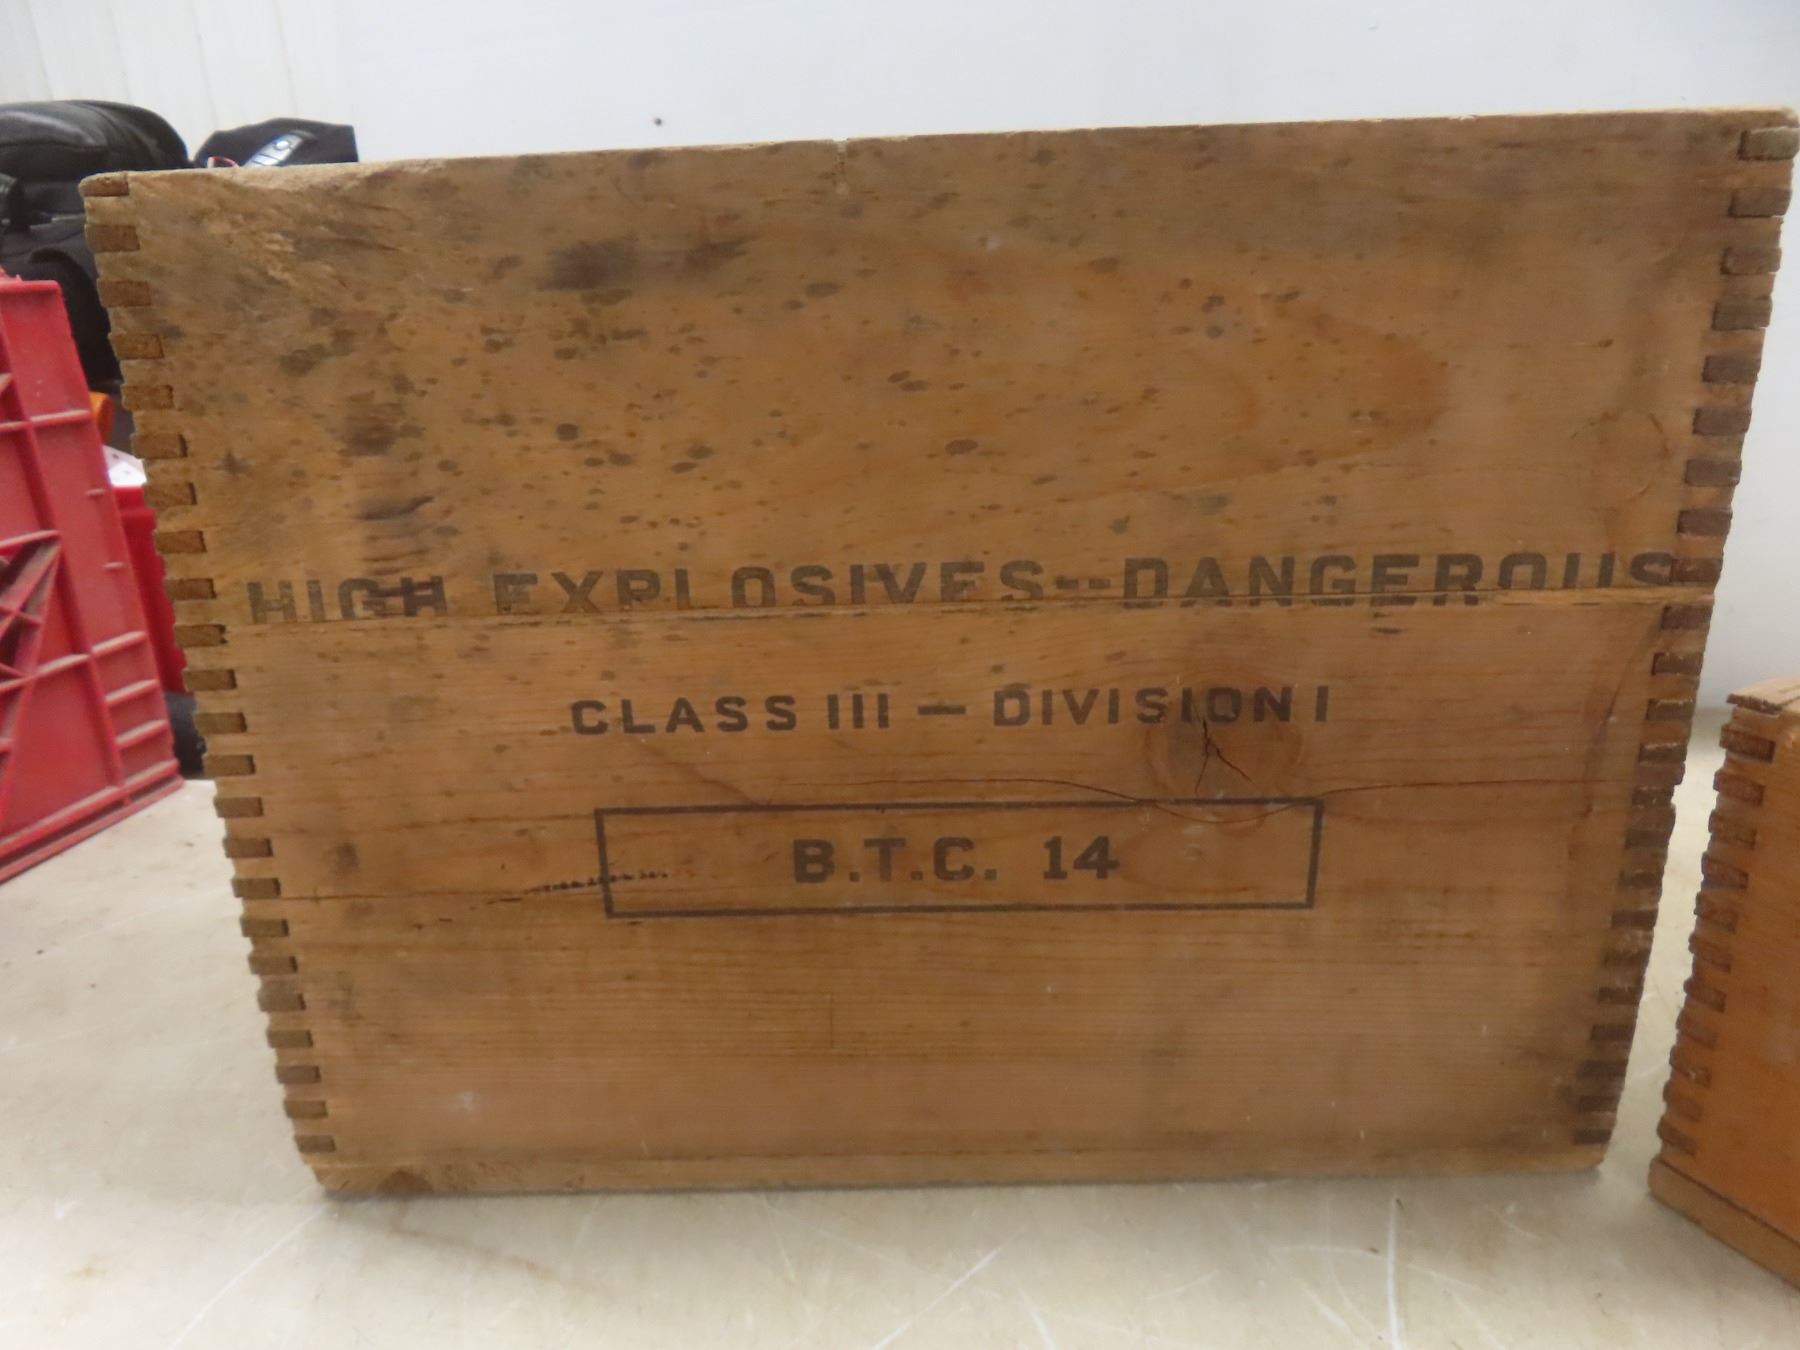 HIGH EXPLOSIVES--DANGEROUS
CLASS III — DIVISION I
B.T.C. 14